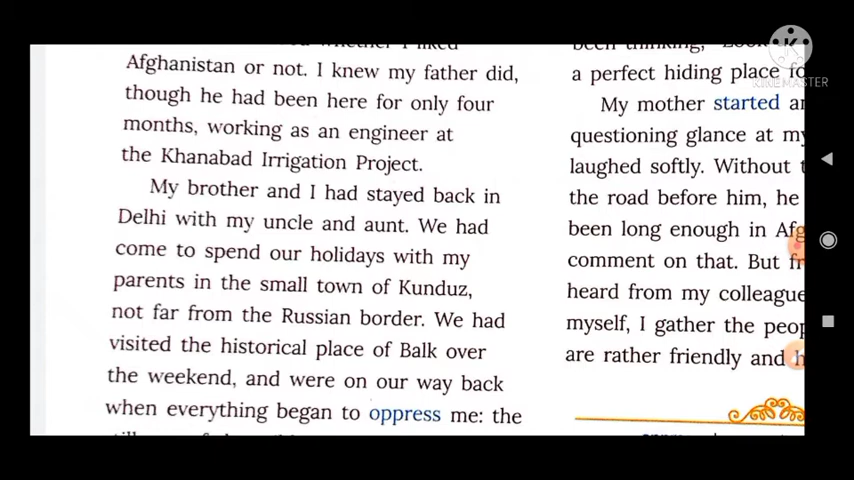 whether I liked
Afghanistan or not. I knew my father did,
though he had been here for only four
months, working as an engineer at
the Khanabad Irrigation Project.
My brother and I had stayed back in
Delhi with my uncle and aunt. We had
come to spend our holidays with my
parents in the small town of Kunduz,
not far from the Russian border. We had
visited the historical place of Balk over
the weekend, and were on our way back
when everything began to oppress me: the
been thinking,
a perfect hiding place
My mother started
questioning glance at
laughed softly. Without
the road before him, he
been long enough in
comment on that. But
heard from my
myself, I gather the
are rather friendly and
KINEMASTER